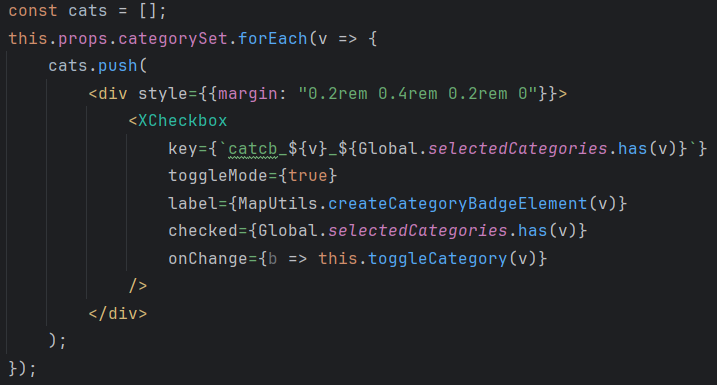 const cats = [];
this.props.categorySet.forEach(v => {
    cats.push(
        <div style={{margin: "0.2rem 0.4rem 0.2rem 0"}}>
            <XCheckbox
                key={`catcb_${v}_${Global.selectedCategories.has(v)}`}
                toggleMode={true}
                label={MapUtils.createCategoryBadgeElement(v)}
                checked={Global.selectedCategories.has(v)}
                onChange={b => this.toggleCategory(v)}
            />
        </div>
    );
});